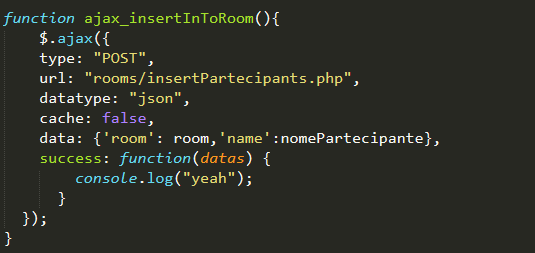 function ajax_insertInToRoom(){
$.ajax({
type: "POST",
url: "rooms/insertPartecipants.php",
datatype: "json",
cache: false,
data: {'room': room,'name':nomePartecipante},
success: function(datas) {
console.log("yeah");
}
});
}